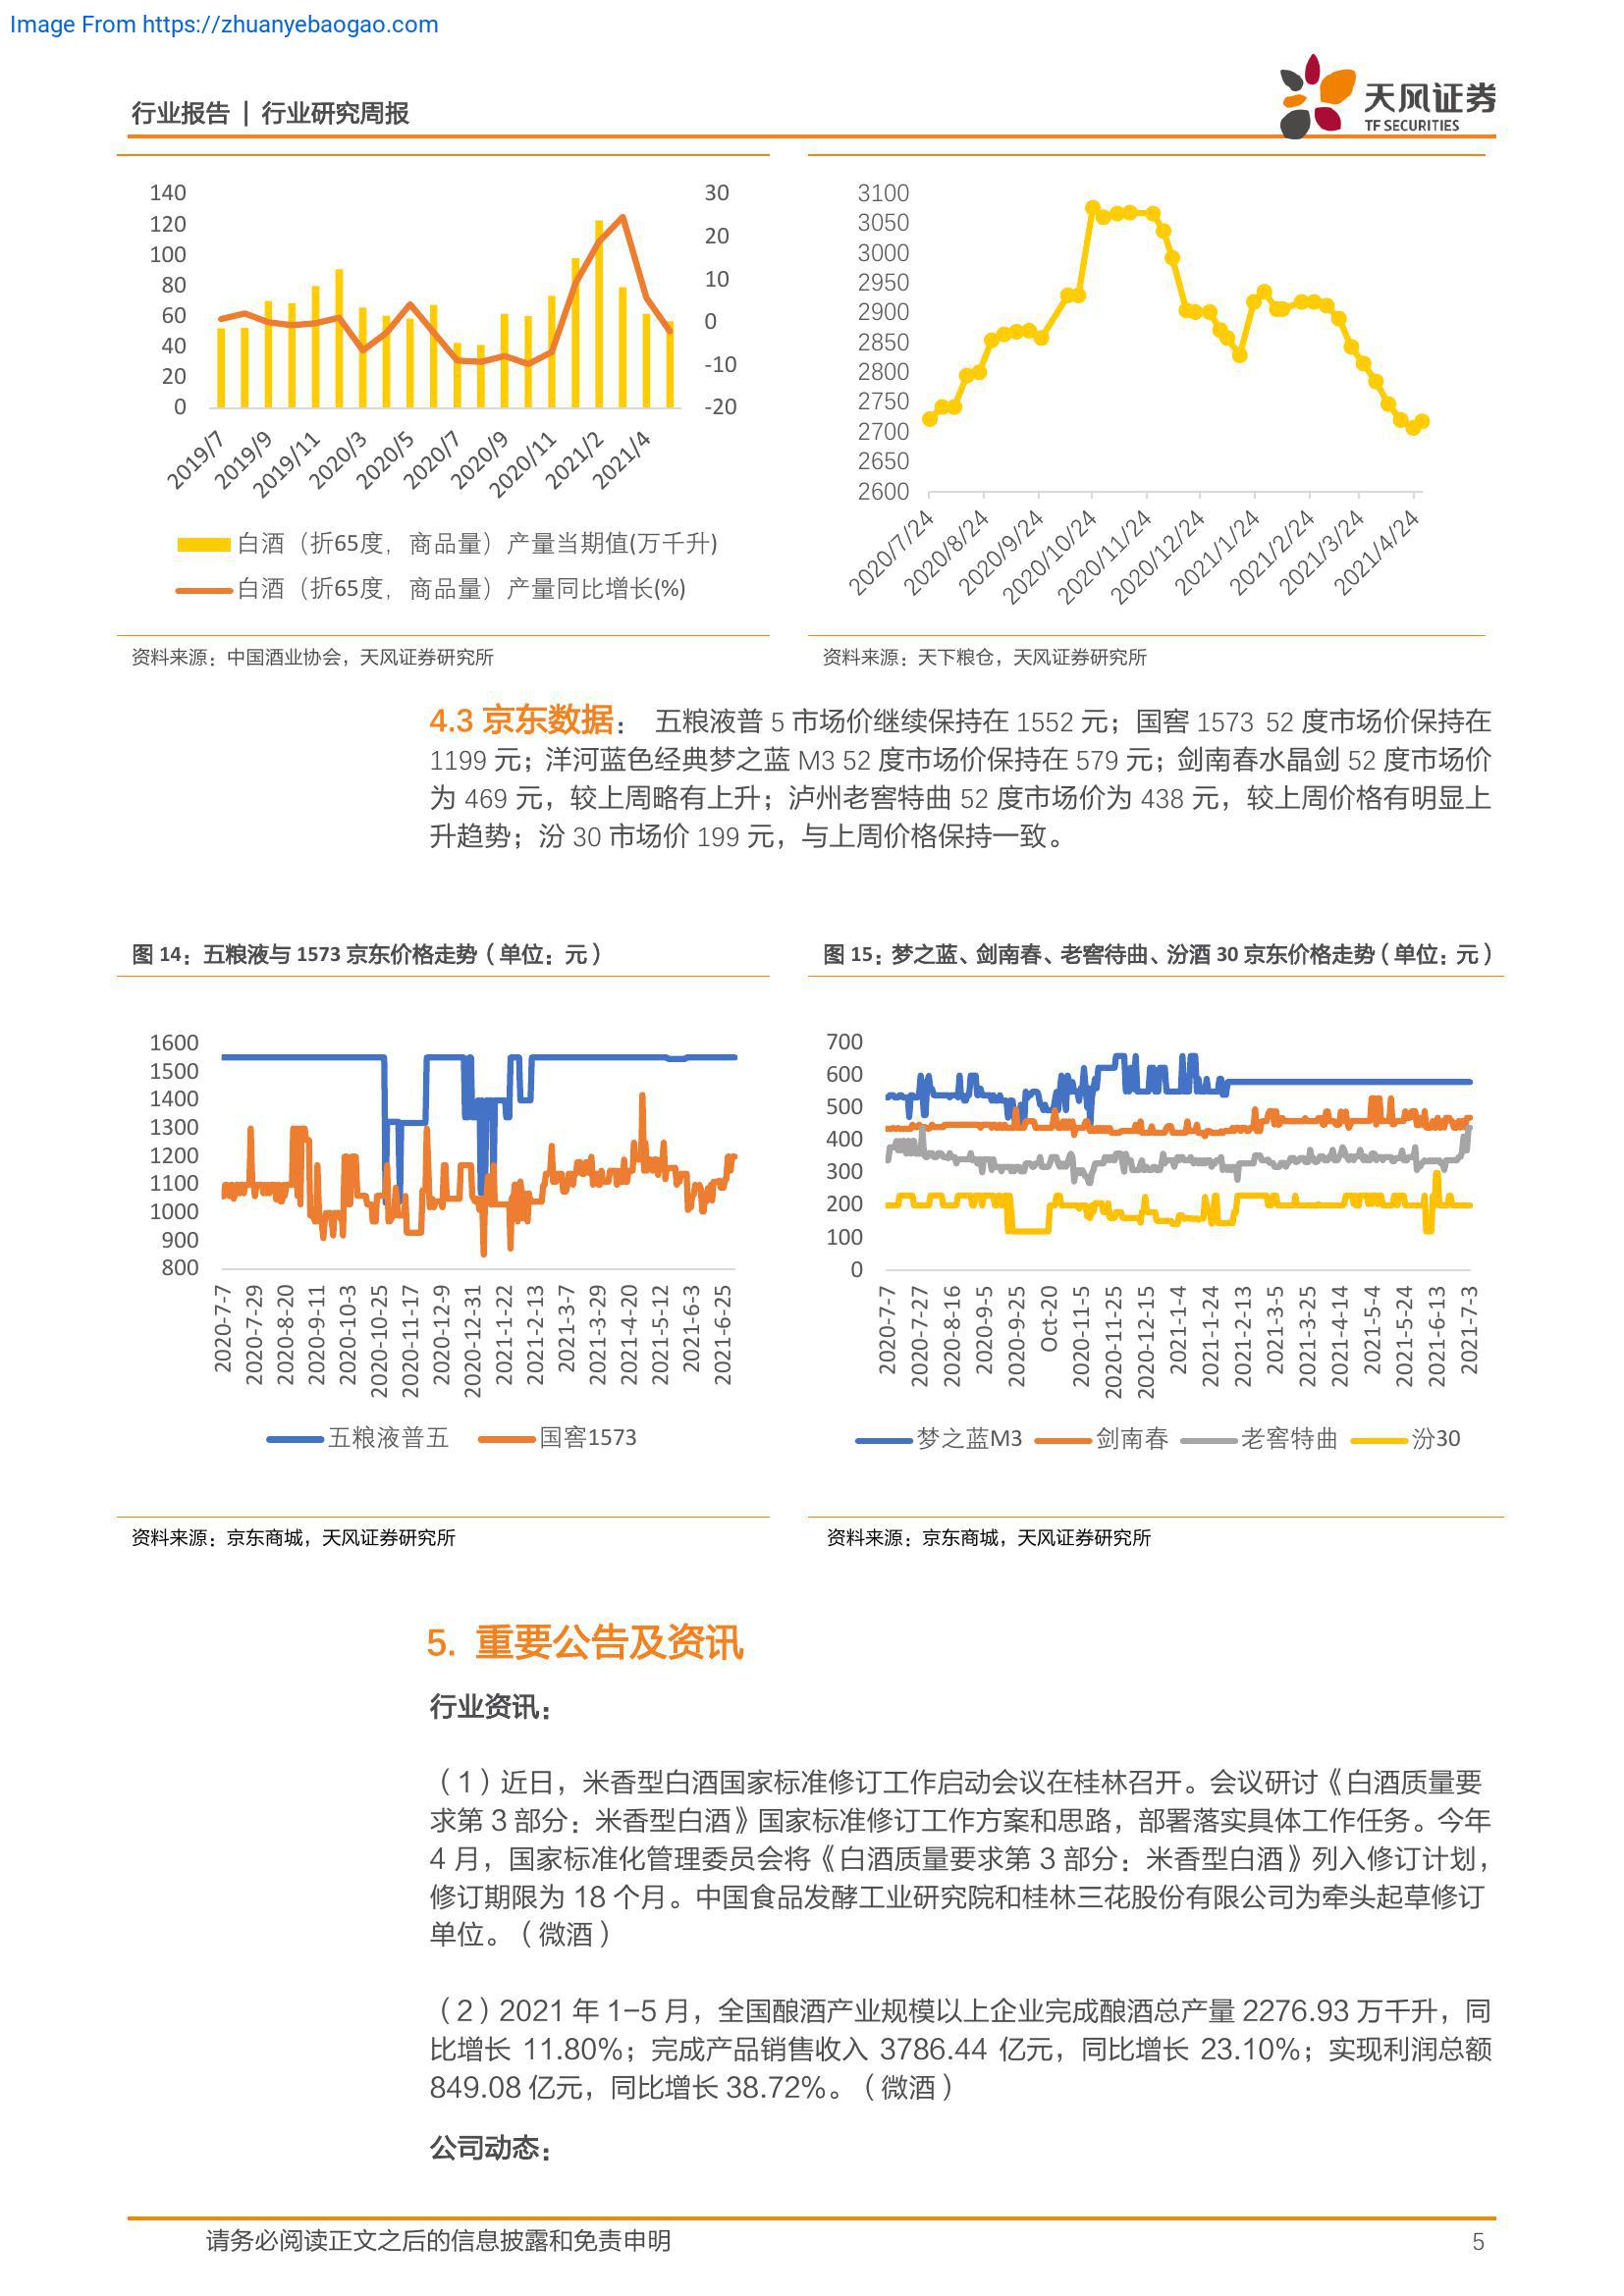 Image From https://zhuanyebaogao.com
行业报告 | 行业研究周报
天风证券
TF SECURITIES
140
120
100
80
60
40
20
0
30
20
10
0
-10
-20
2019/7
2019/9
2019/11
2020/3
2020/5
2020/7
2020/9
2020/11
2021/2
2021/4
白酒（折65度，商品量）产量当期值(万千升)
白酒（折65度，商品量）产量同比增长(%)
3100
3050
3000
2950
2900
2850
2800
2750
2700
2650
2600
2020/7/24
2020/8/24
2020/9/24
2020/10/24
2020/11/24
2020/12/24
2021/1/24
2021/2/24
2021/3/24
2021/4/24
资料来源：中国酒业协会，天风证券研究所
资料来源：天下粮仓，天风证券研究所
4.3 京东数据： 五粮液普 5 市场价继续保持在 1552 元；国窖 1573 52 度市场价保持在
1199 元；洋河蓝色经典梦之蓝 M3 52 度市场价保持在 579 元；剑南春水晶剑 52 度市场价
为 469 元，较上周略有上升；泸州老窖特曲 52 度市场价为 438 元，较上周价格有明显上
升趋势；汾 30 市场价 199 元，与上周价格保持一致。
图 14：五粮液与 1573 京东价格走势（单位：元）
图 15：梦之蓝、剑南春、老窖待曲、汾酒 30 京东价格走势（单位：元）
1600
1500
1400
1300
1200
1100
1000
900
800
2020-7-7
2020-7-29
2020-8-20
2020-9-11
2020-10-3
2020-10-25
2020-11-17
2020-12-9
2020-12-31
2021-1-22
2021-2-13
2021-3-7
2021-3-29
2021-4-20
2021-5-12
2021-6-3
2021-6-25
五粮液普五
国窖1573
700
600
500
400
300
200
100
0
2020-7-7
2020-7-27
2020-8-16
2020-9-5
2020-9-25
Oct-20
2020-11-5
2020-11-25
2020-12-15
2021-1-4
2021-1-24
2021-2-13
2021-3-5
2021-3-25
2021-4-14
2021-5-4
2021-5-24
2021-6-13
2021-7-3
梦之蓝M3
剑南春
老窖特曲
汾30
资料来源：京东商城，天风证券研究所
资料来源：京东商城，天风证券研究所
5. 重要公告及资讯
行业资讯：
（1）近日，米香型白酒国家标准修订工作启动会议在桂林召开。会议研讨《白酒质量要
求第 3 部分：米香型白酒》国家标准修订工作方案和思路，部署落实具体工作任务。今年
4 月，国家标准化管理委员会将《白酒质量要求第 3 部分：米香型白酒》列入修订计划，
修订期限为 18 个月。中国食品发酵工业研究院和桂林三花股份有限公司为牵头起草修订
单位。（微酒）
（2）2021 年 1-5 月，全国酿酒产业规模以上企业完成酿酒总产量 2276.93 万千升，同
比增长 11.80%；完成产品销售收入 3786.44 亿元，同比增长 23.10%；实现利润总额
849.08 亿元，同比增长 38.72%。（微酒）
公司动态：
请务必阅读正文之后的信息披露和免责申明
5